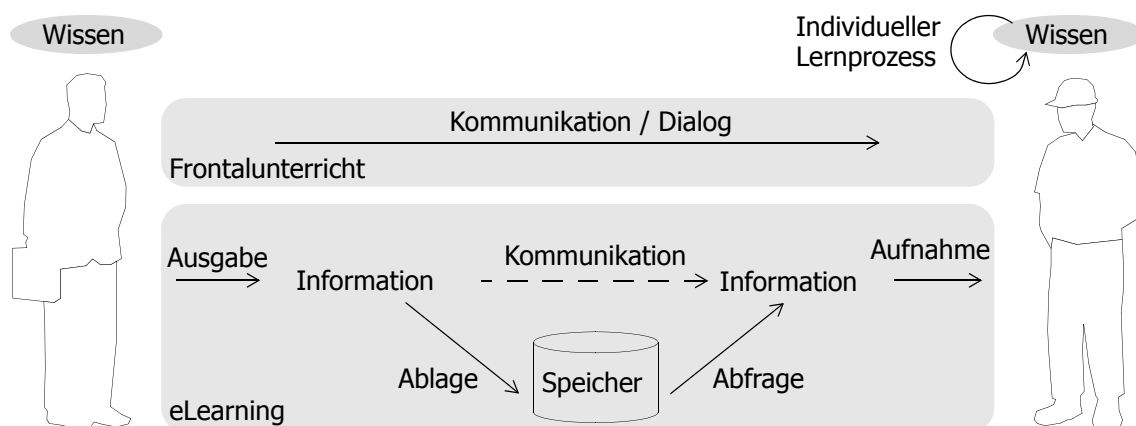 Wissen
Individueller
Lernprozess
Wissen
Kommunikation / Dialog
Frontalunterricht
Ausgabe
Information
Kommunikation
Information
Aufnahme
Ablage
Speicher
Abfrage
eLearning